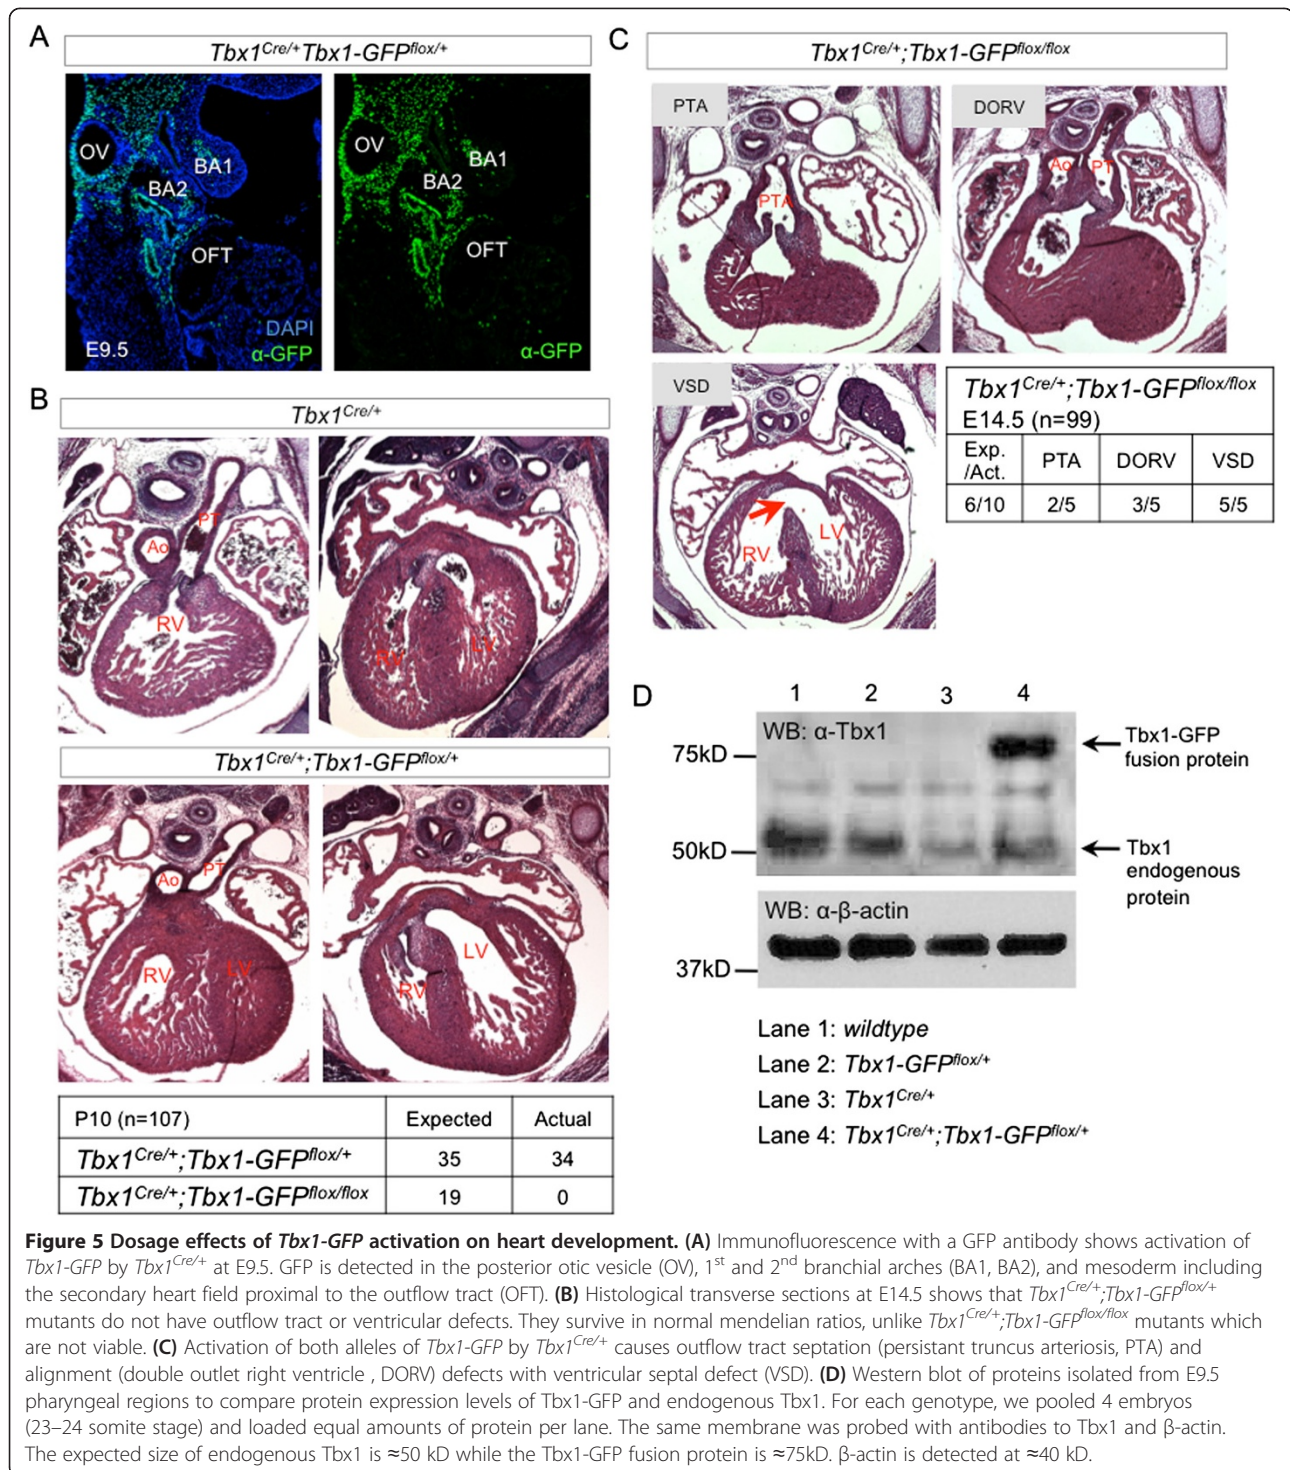 A
Tbx1Cre/+Tbx1-GFPflox/+
OV
BA1
BA2
OFT
DAPI
α-GFP
E9.5
OV
BA1
BA2
OFT
α-GFP
B
Tbx1Cre/+
PT
Ao
RV
RV
LV
Tbx1Cre/+;Tbx1-GFPflox/+
Ao
PT
RV
LV
RV
LV
P10 (n=107) Expected Actual
Tbx1Cre/+;Tbx1-GFPflox/+ 35 34
Tbx1Cre/+;Tbx1-GFPflox/flox 19 0
C
Tbx1Cre/+;Tbx1-GFPflox/flox
PTA
PTA
DORV
Ao
PT
VSD
RV
LV
Tbx1Cre/+;Tbx1-GFPflox/flox
E14.5 (n=99)
Exp. /Act. PTA DORV VSD
6/10 2/5 3/5 5/5
D
1 2 3 4
WB: α-Tbx1
75kD
50kD
Tbx1-GFP
fusion protein
Tbx1
endogenous
protein
WB: α-β-actin
37kD
Lane 1: wildtype
Lane 2: Tbx1-GFPflox/+
Lane 3: Tbx1Cre/+
Lane 4: Tbx1Cre/+;Tbx1-GFPflox/+
Figure 5 Dosage effects of Tbx1-GFP activation on heart development. (A) Immunofluorescence with a GFP antibody shows activation of
Tbx1-GFP by Tbx1Cre/+ at E9.5. GFP is detected in the posterior otic vesicle (OV), 1st and 2nd branchial arches (BA1, BA2), and mesoderm including
the secondary heart field proximal to the outflow tract (OFT). (B) Histological transverse sections at E14.5 shows that Tbx1Cre/+;Tbx1-GFPflox/+
mutants do not have outflow tract or ventricular defects. They survive in normal mendelian ratios, unlike Tbx1Cre/+;Tbx1-GFPflox/flox mutants which
are not viable. (C) Activation of both alleles of Tbx1-GFP by Tbx1Cre/+ causes outflow tract septation (persistant truncus arteriosis, PTA) and
alignment (double outlet right ventricle , DORV) defects with ventricular septal defect (VSD). (D) Western blot of proteins isolated from E9.5
pharyngeal regions to compare protein expression levels of Tbx1-GFP and endogenous Tbx1. For each genotype, we pooled 4 embryos
(23–24 somite stage) and loaded equal amounts of protein per lane. The same membrane was probed with antibodies to Tbx1 and β-actin.
The expected size of endogenous Tbx1 is ≈50 kD while the Tbx1-GFP fusion protein is ≈75kD. β-actin is detected at ≈40 kD.